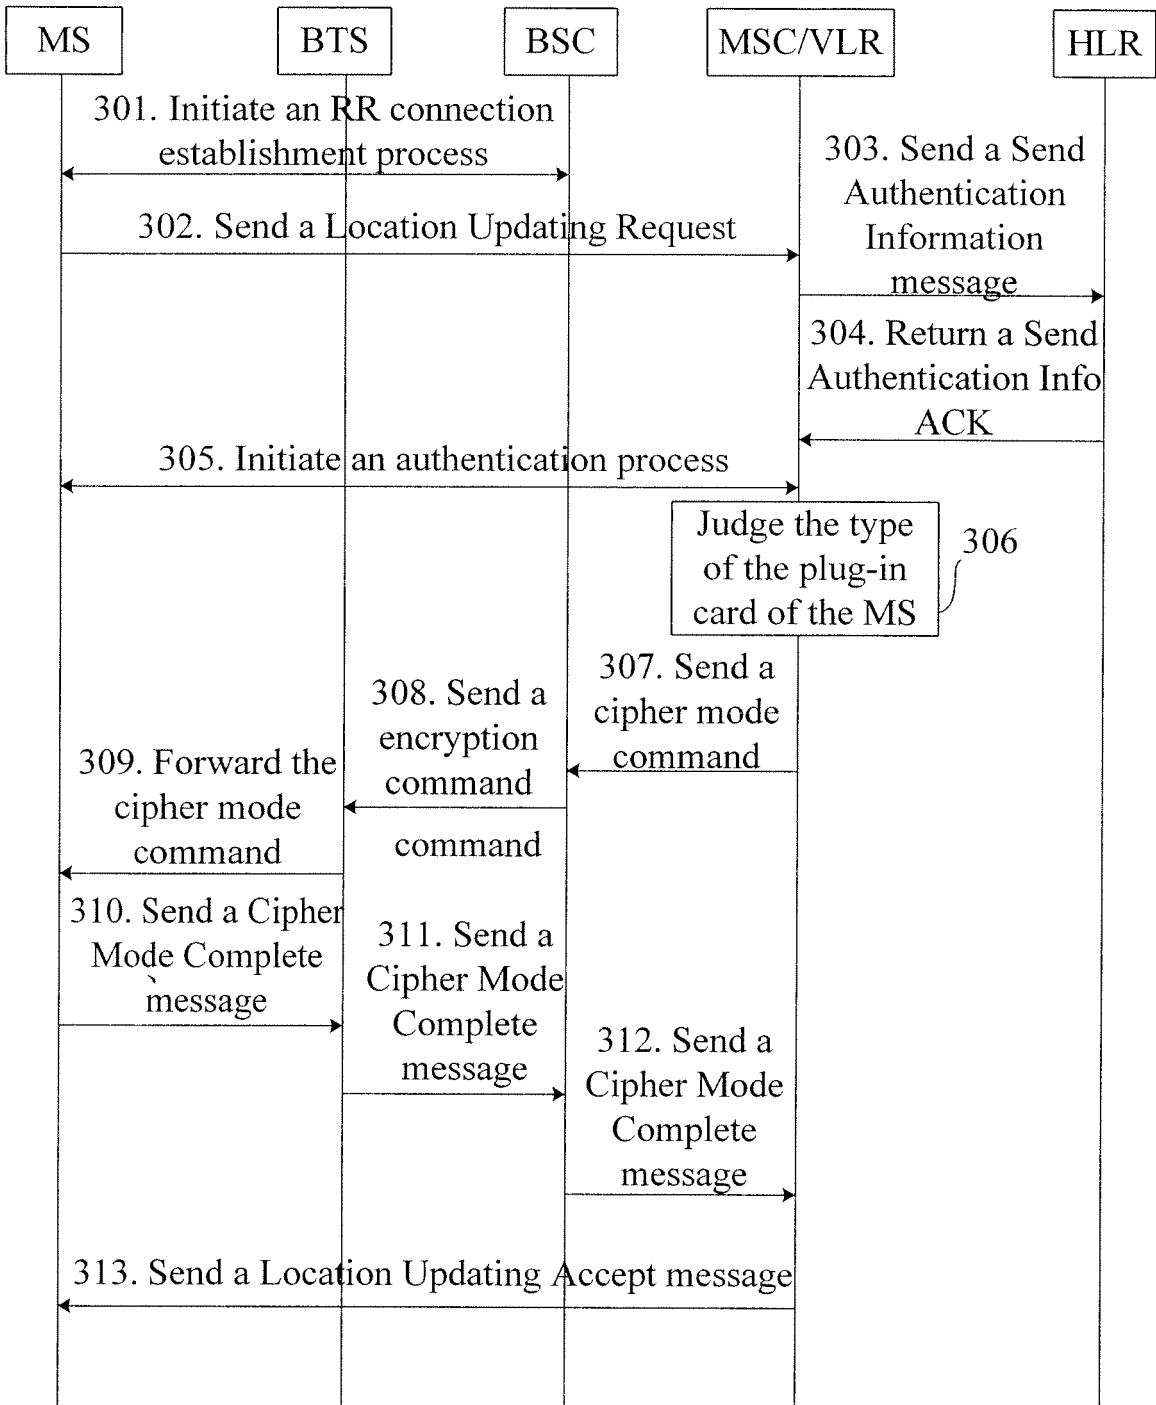 MS
BTS
BSC
MSC/VLR
HLR
301. Initiate an RR connection
establishment process
302. Send a Location Updating Request
303. Send a Send
Authentication
Information
message
304. Return a Send
Authentication Info
ACK
305. Initiate an authentication process
Judge the type
of the plug-in
card of the MS
306
307. Send a
cipher mode
command
308. Send a
encryption
command
command
309. Forward the
cipher mode
command
310. Send a Cipher
Mode Complete
message
311. Send a
Cipher Mode
Complete
message
312. Send a
Cipher Mode
Complete
message
313. Send a Location Updating Accept message